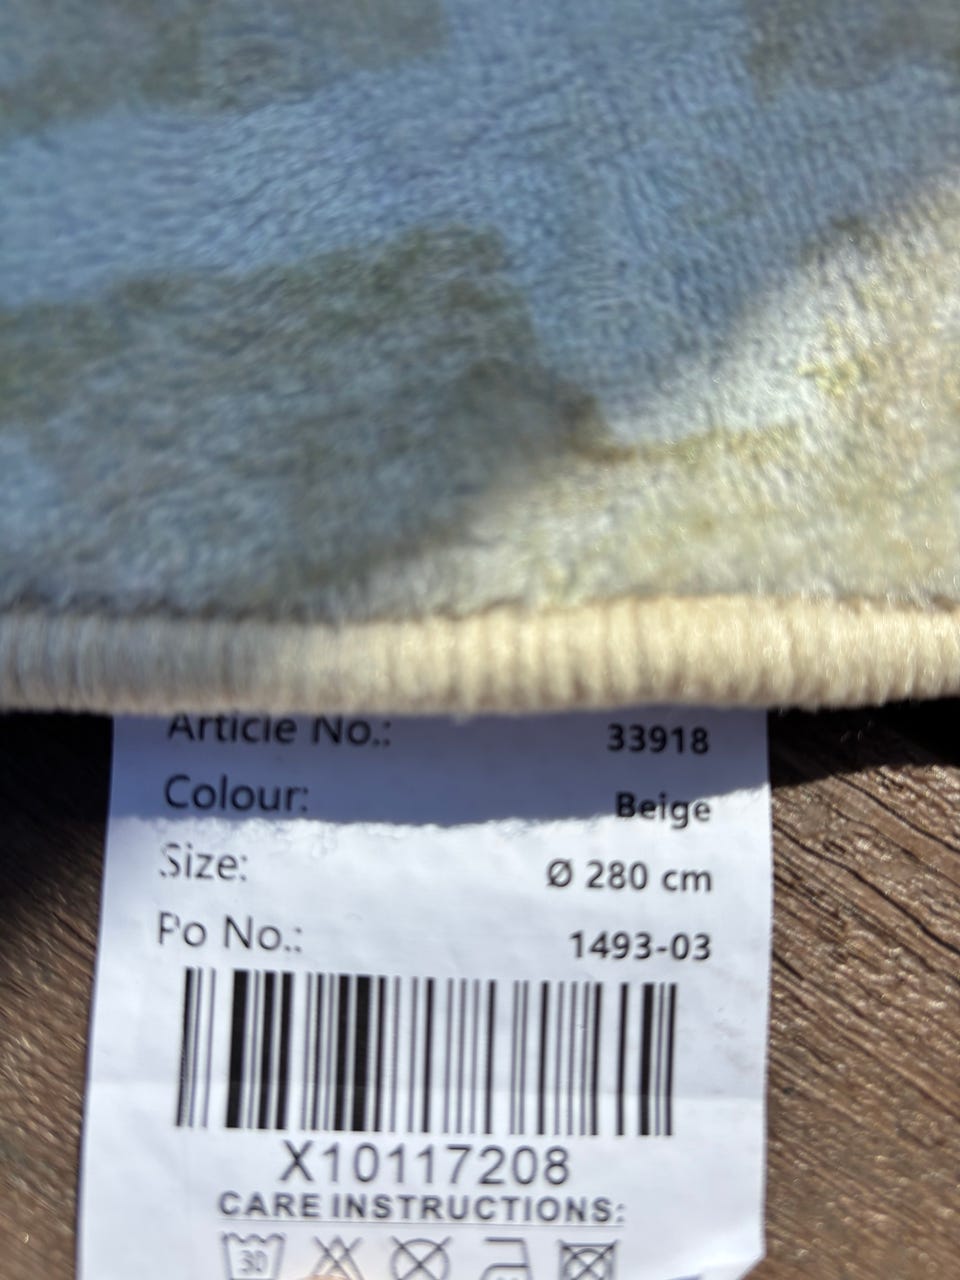 Article No.: 33918
Colour: Beige
Size: Ø 280 cm
Po No.: 1493-03
X10117208
CARE INSTRUCTIONS:
30